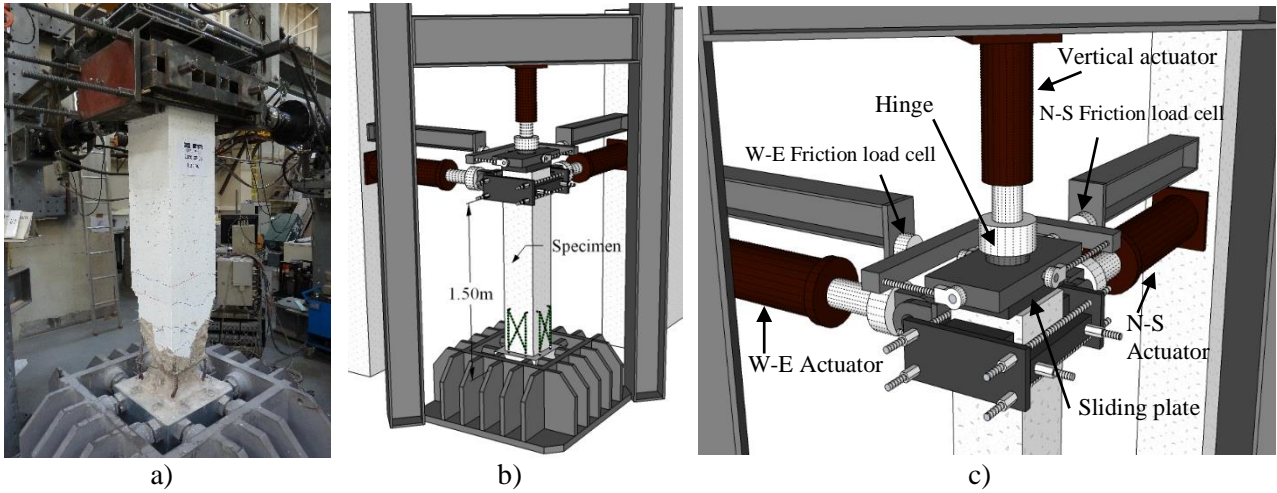 Specimen
1.50m
Vertical actuator
Hinge
N-S Friction load cell
W-E Friction load cell
N-S
Actuator
W-E Actuator
Sliding plate
a)
b)
c)